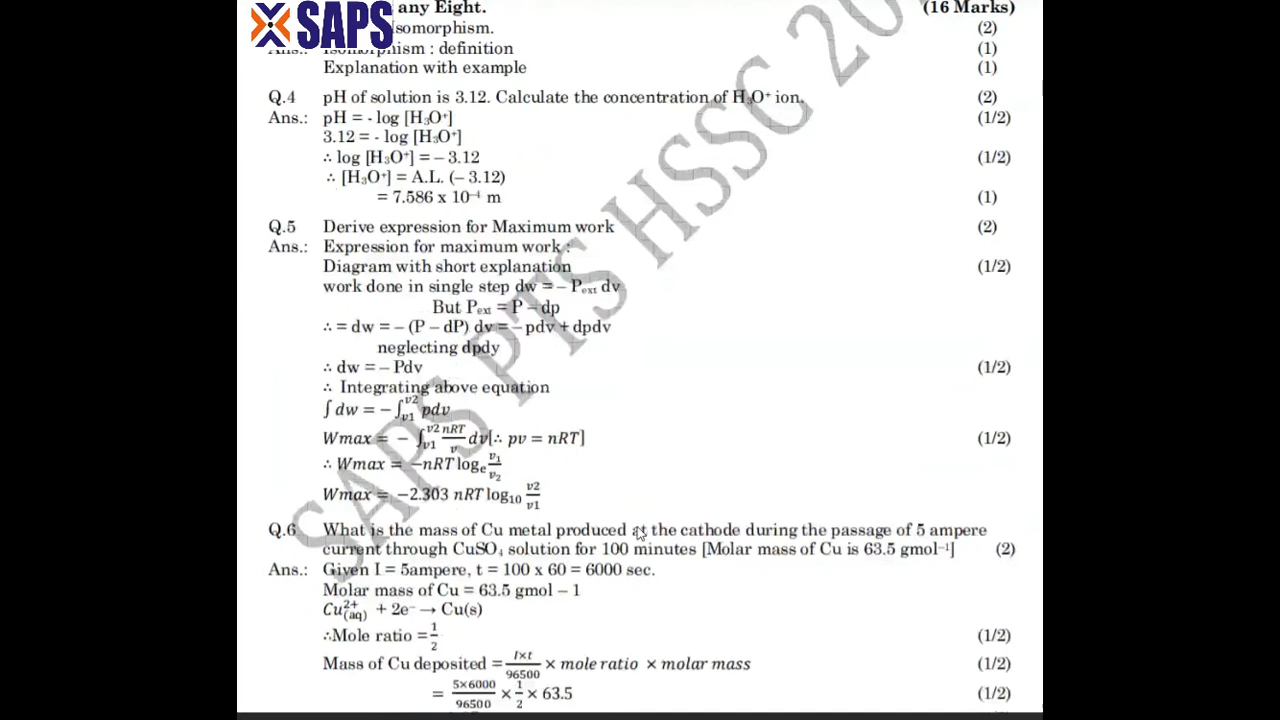 SAPS
any Eight. (16 Marks)
Isomorphism. (2)
Ans.: Isomorphism : definition (1)
Explanation with example (1)
Q.4 pH of solution is 3.12. Calculate the concentration of H₃O⁺ ion. (2)
Ans.: pH = - log [H₃O⁺] (1/2)
3.12 = - log [H₃O⁺]
∴ log [H₃O⁺] = – 3.12 (1/2)
∴ [H₃O⁺] = A.L. (– 3.12)
= 7.586 x 10⁻⁴ m (1)
Q.5 Derive expression for Maximum work (2)
Ans.: Expression for maximum work :
Diagram with short explanation (1/2)
work done in single step dw = – Pₑₓₜ dv
But Pₑₓₜ = P – dp
∴ = dw = – (P – dP) dv = – pdv + dpdv
neglecting dpdy
∴ dw = – Pdv (1/2)
∴ Integrating above equation
∫ dw = – ∫_v1^v2 pdv
Wmax = – ∫_v1^v2 nRT/v dv[∴ pv = nRT] (1/2)
∴ Wmax = –nRT logₑ v₁/v₂
Wmax = –2.303 nRT log₁₀ v2/v1
Q.6 What is the mass of Cu metal produced at the cathode during the passage of 5 ampere
current through CuSO₄ solution for 100 minutes [Molar mass of Cu is 63.5 gmol⁻¹] (2)
Ans.: Given I = 5ampere, t = 100 x 60 = 6000 sec.
Molar mass of Cu = 63.5 gmol – 1
Cu²⁺(aq) + 2e⁻ → Cu(s)
∴Mole ratio = 1/2 (1/2)
Mass of Cu deposited = I×t/96500 × mole ratio × molar mass (1/2)
= 5×6000/96500 × 1/2 × 63.5 (1/2)
SAPS PTS HSSC 20